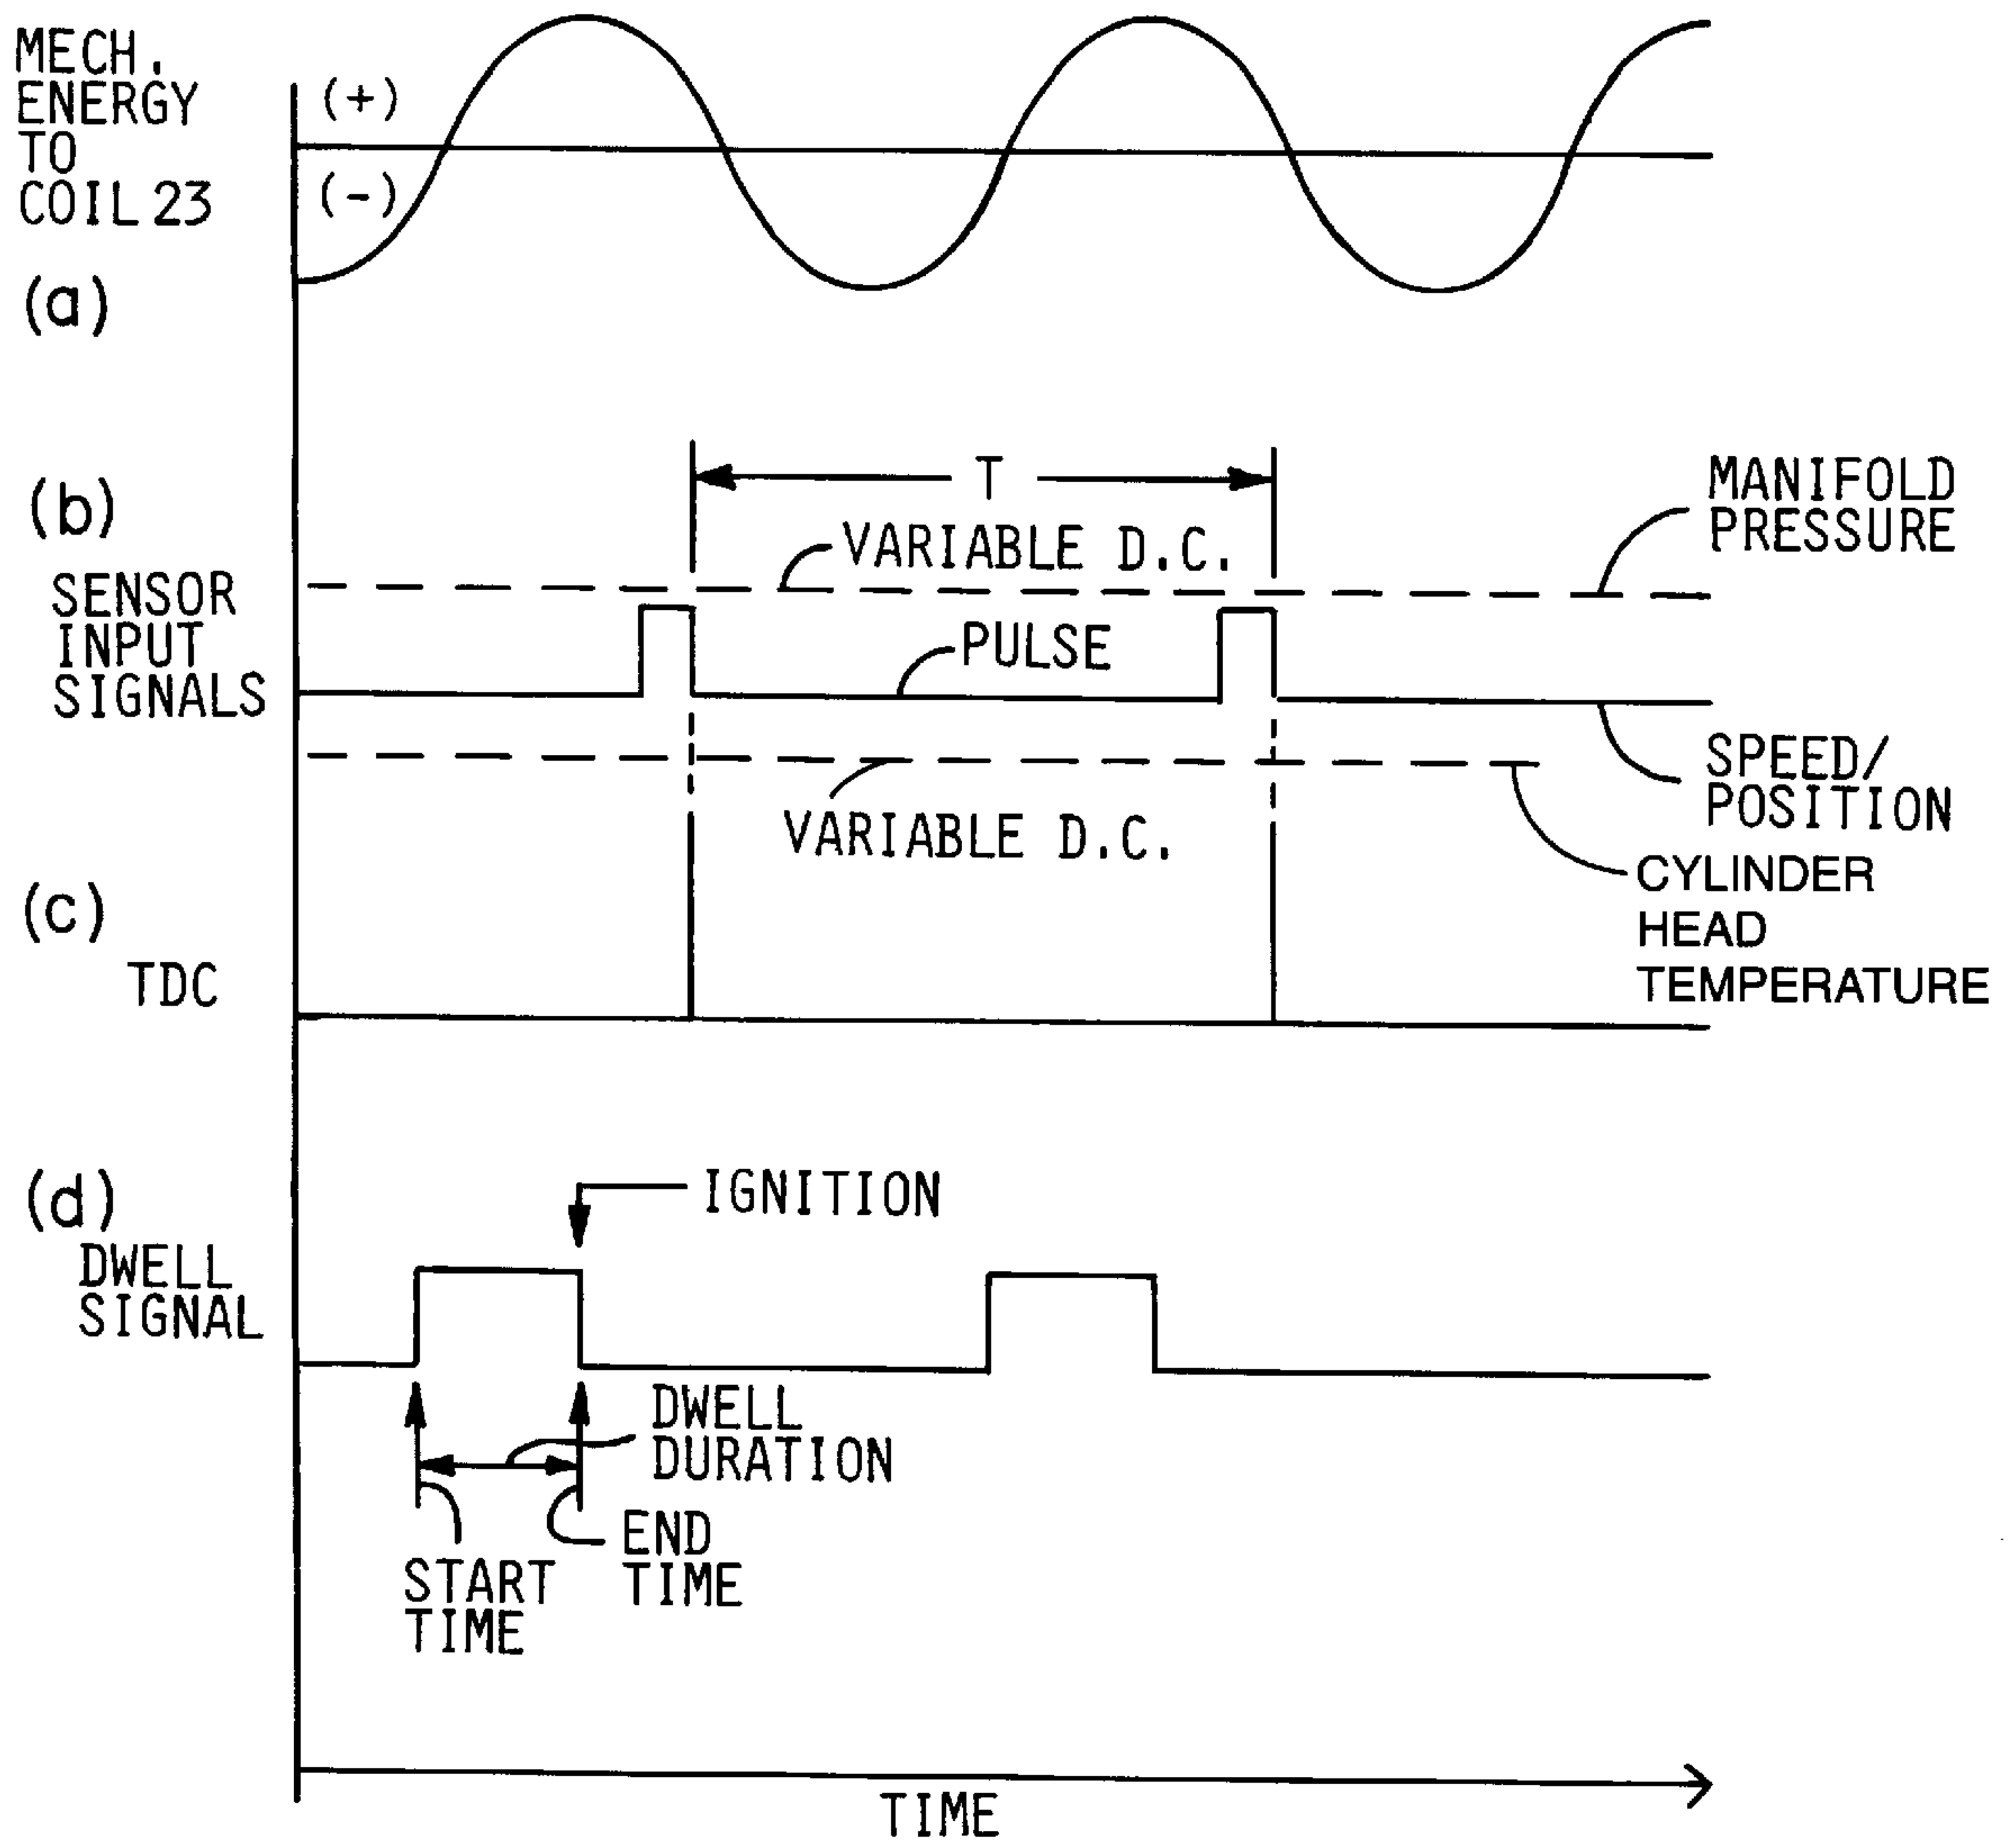 MECH.
ENERGY
TO
COIL 23
(+)
(-)
(a)
(b)
T
MANIFOLD
PRESSURE
VARIABLE D.C.
SENSOR
INPUT
SIGNALS
PULSE
SPEED/
POSITION
VARIABLE D.C.
CYLINDER
HEAD
TEMPERATURE
(c)
TDC
(d)
IGNITION
DWELL
SIGNAL
DWELL
DURATION
END
TIME
START
TIME
TIME